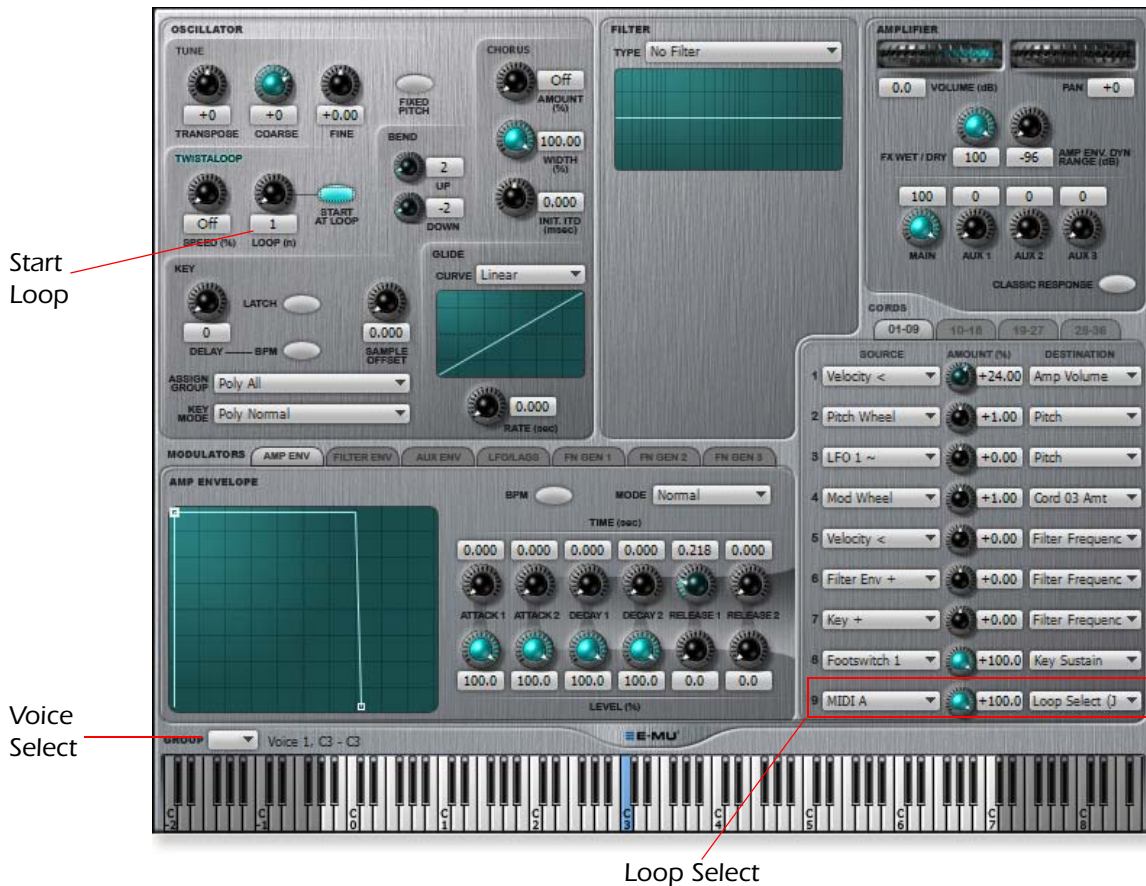 OSCILLATOR
TUNE
+0
+0
+0.00
TRANSPOSE COARSE FINE
FIXED
PITCH
CHORUS
Off
AMOUNT
(%)
100.00
WIDTH
(%)
0.000
INIT. ITD
(msec)
BEND
2
UP
-2
DOWN
TWISTALOOP
Off
1
START
AT LOOP
SPEED (%) LOOP (n)
Start
Loop
KEY
LATCH
0
0.000
DELAY BPM
SAMPLE
OFFSET
ASSIGN
GROUP Poly All
KEY
MODE Poly Normal
GLIDE
CURVE Linear
0.000
RATE (sec)
FILTER
TYPE No Filter
AMPLIFIER
0.0 VOLUME (dB) PAN +0
FX WET / DRY 100 -96 AMP ENV. DYN
RANGE (dB)
100 0 0 0
MAIN AUX 1 AUX 2 AUX 3
CLASSIC RESPONSE
CORDS
01-09 10-18 19-27 28-36
SOURCE AMOUNT (%) DESTINATION
1 Velocity < +24.00 Amp Volume
2 Pitch Wheel +1.00 Pitch
3 LFO 1 ~ +0.00 Pitch
4 Mod Wheel +1.00 Cord 03 Amt
5 Velocity < +0.00 Filter Frequenc
6 Filter Env + +0.00 Filter Frequenc
7 Key + +0.00 Filter Frequenc
8 Footswitch 1 +100.0 Key Sustain
9 MIDI A +100.0 Loop Select (J
MODULATORS AMP ENV FILTER ENV AUX ENV LFO/LAGS FN GEN 1 FN GEN 2 FN GEN 3
AMP ENVELOPE
BPM MODE Normal
TIME (sec)
0.000 0.000 0.000 0.000 0.218 0.000
ATTACK 1 ATTACK 2 DECAY 1 DECAY 2 RELEASE 1 RELEASE 2
100.0 100.0 100.0 100.0 0.0 0.0
LEVEL (%)
Voice
Select
GROUP Voice 1, C3 - C3
E-MU
C
-2
C
-1
C
0
C
1
C
2
C
3
C
4
C
5
C
6
C
7
C
8
Loop Select